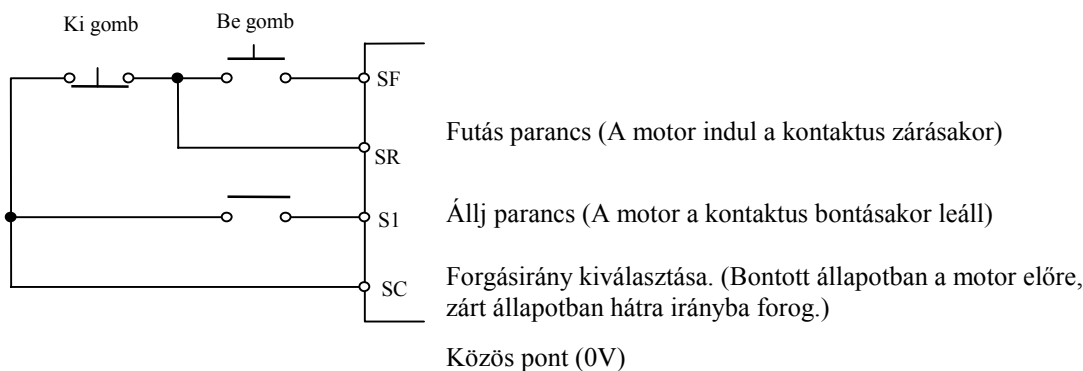 Ki gomb
Be gomb
SF
Futás parancs (A motor indul a kontaktus zárásakor)
SR
S1
Állj parancs (A motor a kontaktus bontásakor leáll)
SC
Forgásirány kiválasztása. (Bontott állapotban a motor előre,
zárt állapotban hátra irányba forog.)
Közös pont (0V)